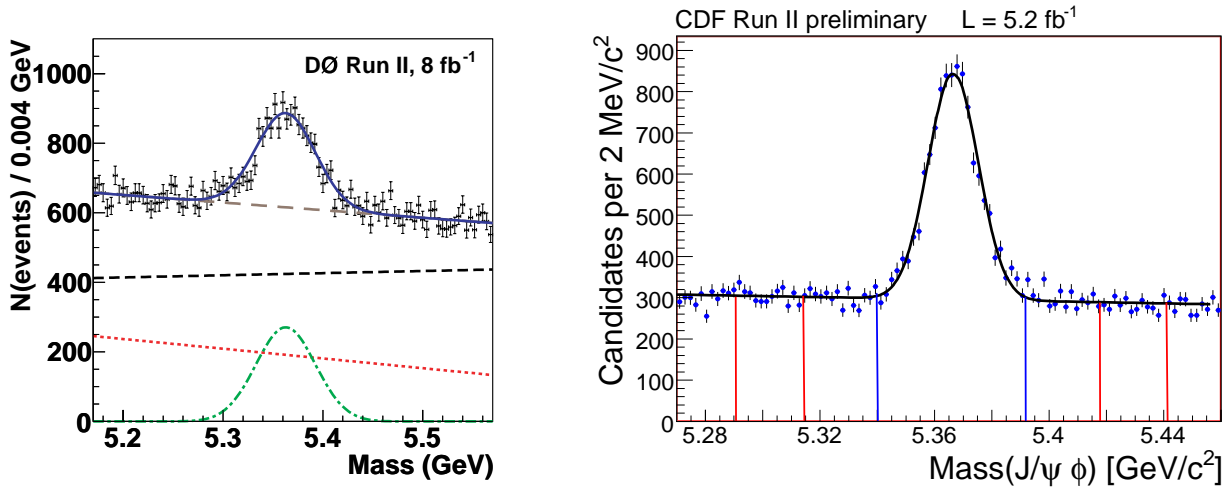 DØ Run II, 8 fb-1
N(events) / 0.004 GeV
1000
800
600
400
200
0
5.2 5.3 5.4 5.5
Mass (GeV)
CDF Run II preliminary L = 5.2 fb-1
Candidates per 2 MeV/c2
900
800
700
600
500
400
300
200
100
0
5.28 5.32 5.36 5.4 5.44
Mass(J/ψ φ) [GeV/c2]